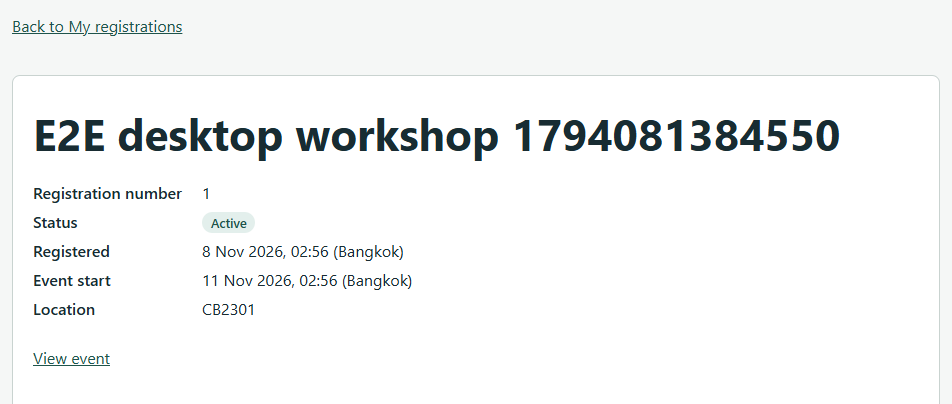 Back to My registrations
E2E desktop workshop 1794081384550
Registration number 1
Status Active
Registered 8 Nov 2026, 02:56 (Bangkok)
Event start 11 Nov 2026, 02:56 (Bangkok)
Location CB2301
View event